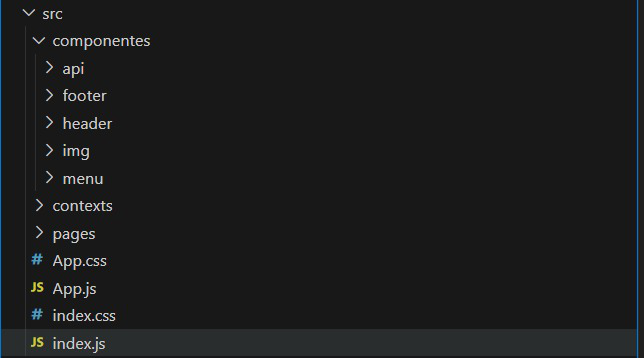 src
componentes
api
footer
header
img
menu
contexts
pages
# App.css
JS App.js
# index.css
JS index.js